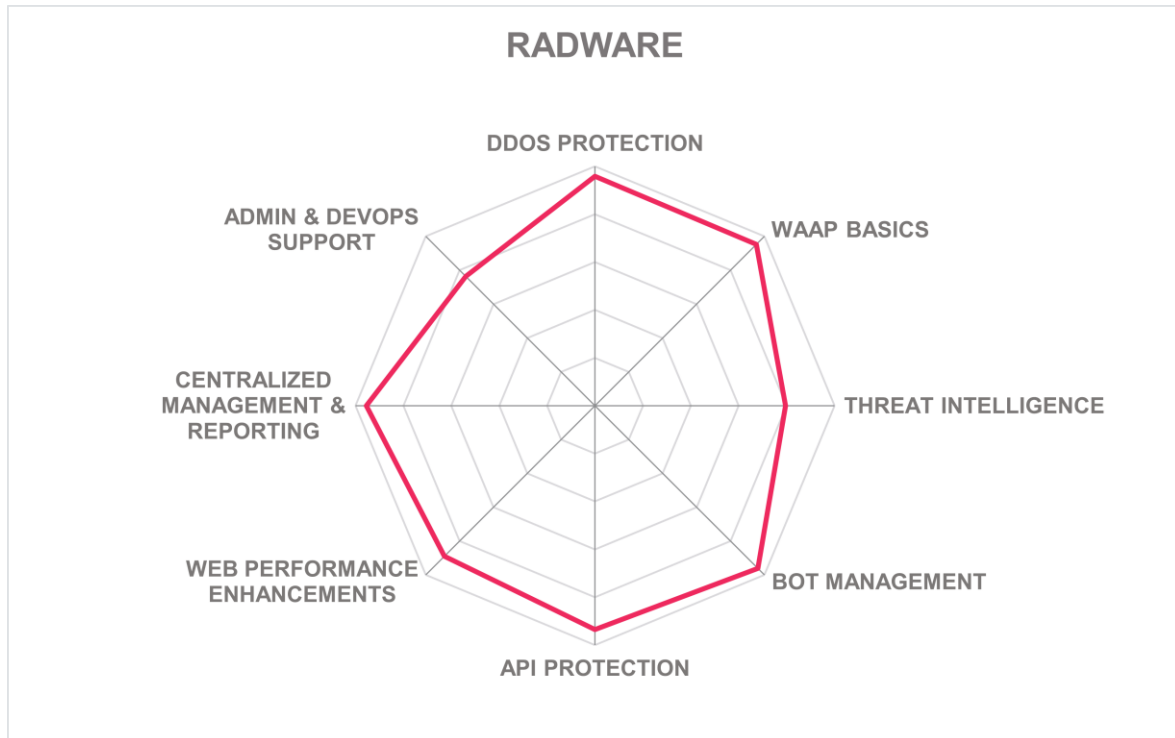 RADWARE
DDOS PROTECTION
ADMIN & DEVOPS
SUPPORT
WAAP BASICS
CENTRALIZED
MANAGEMENT &
REPORTING
THREAT INTELLIGENCE
WEB PERFORMANCE
ENHANCEMENTS
BOT MANAGEMENT
API PROTECTION